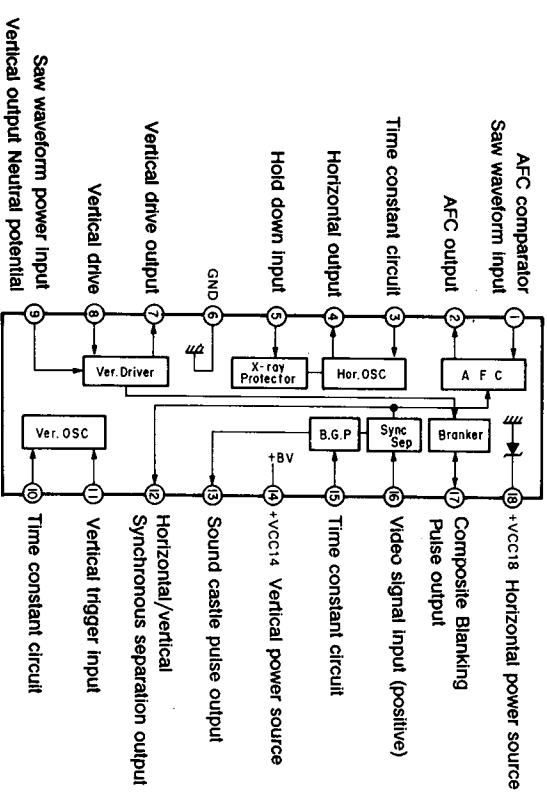 AFC comparator
Saw waveform input
AFC output
Time constant circuit
Horizontal output
Hold down input
GND
Vertical drive output
Vertical drive
Saw waveform power input
Vertical output Neutral potential
1
2
3
4
5
6
7
8
9
A F C
Hor. OSC
X-ray
Protector
Ver. Driver
Branker
Sync
Sep
B.G.P
Ver. OSC
+BV
18
17
16
15
14
13
12
11
10
+VCC18 Horizontal power source
Composite Blanking
Pulse output
Video signal input (positive)
Time constant circuit
+VCC14 Vertical power source
Sound castle pulse output
Horizontal/vertical
Synchronous separation output
Vertical trigger input
Time constant circuit